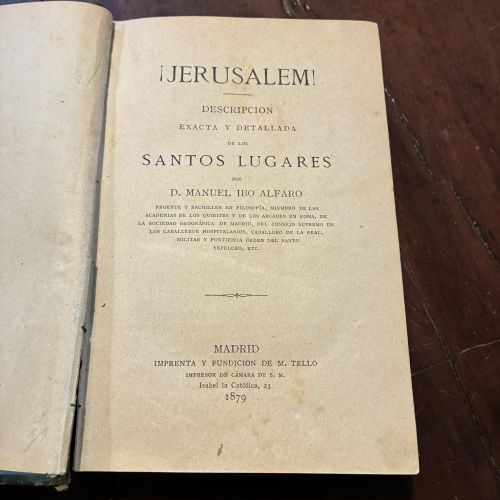 ¡JERUSALEM!
DESCRIPCION
EXACTA Y DETALLADA
DE LOS
SANTOS LUGARES
POR
D. MANUEL IBO ALFARO
REGENTE Y BACHILLER EN FILOSOFÍA, MIEMBRO DE LAS
ACADEMIAS DE LOS QUIRITES Y DE LOS ARCADES EN ROMA, DE
LA SOCIEDAD GEOGRÁFICA DE MADRID, DEL CONSEJO SUPREMO DE
LOS CABALLEROS HOSPITALARIOS, CABALLERO DE LA REAL,
MILITAR Y PONTIFICIA ÓRDEN DEL SANTO
SEPULCRO, ETC.
MADRID
IMPRENTA Y FUNDICION DE M. TELLO
IMPRESOR DE CÁMARA DE S. M.
Isabel la Católica, 23
1879